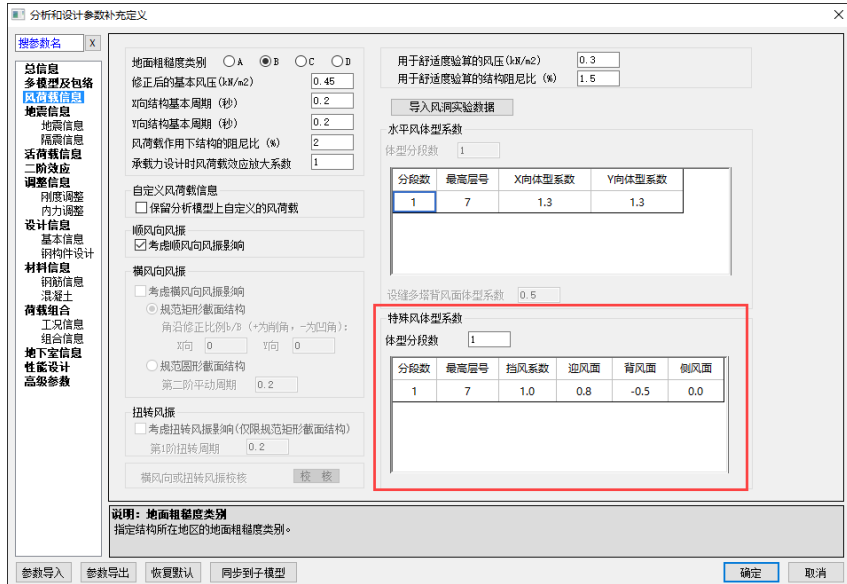 分析和设计参数补充定义
搜参数名 X
总信息
多模型及包络
风荷载信息
地震信息
地震信息
隔震信息
活荷载信息
二阶效应
调整信息
刚度调整
内力调整
设计信息
基本信息
钢构件设计
材料信息
钢筋信息
混凝土
荷载组合
工况信息
组合信息
地下室信息
性能设计
高级参数
地面粗糙度类别 A B C D
修正后的基本风压(kN/m2) 0.45
X向结构基本周期 (秒) 0.2
Y向结构基本周期 (秒) 0.2
风荷载作用下结构的阻尼比 (%) 2
承载力设计时风荷载效应放大系数 1
自定义风荷载信息
保留分析模型上自定义的风荷载
顺风向风振
考虑顺风向风振影响
横风向风振
考虑横风向风振影响
规范矩形截面结构
角沿修正比例b/B (+为削角，-为凹角):
X向 0 Y向 0
规范圆形截面结构
第二阶平动周期 0.2
扭转风振
考虑扭转风振影响(仅限规范矩形截面结构)
第1阶扭转周期 0.2
横风向或扭转风振校核 校 核
用于舒适度验算的风压(kN/m2) 0.3
用于舒适度验算的结构阻尼比 (%) 1.5
导入风洞实验数据
水平风体型系数
体型分段数 1
分段数 最高层号 X向体型系数 Y向体型系数
1 7 1.3 1.3
设缝多塔背风面体型系数 0.5
特殊风体型系数
体型分段数 1
分段数 最高层号 挡风系数 迎风面 背风面 侧风面
1 7 1.0 0.8 -0.5 0.0
说明: 地面粗糙度类别
指定结构所在地区的地面粗糙度类别。
参数导入 参数导出 恢复默认 同步到子模型 确定 取消